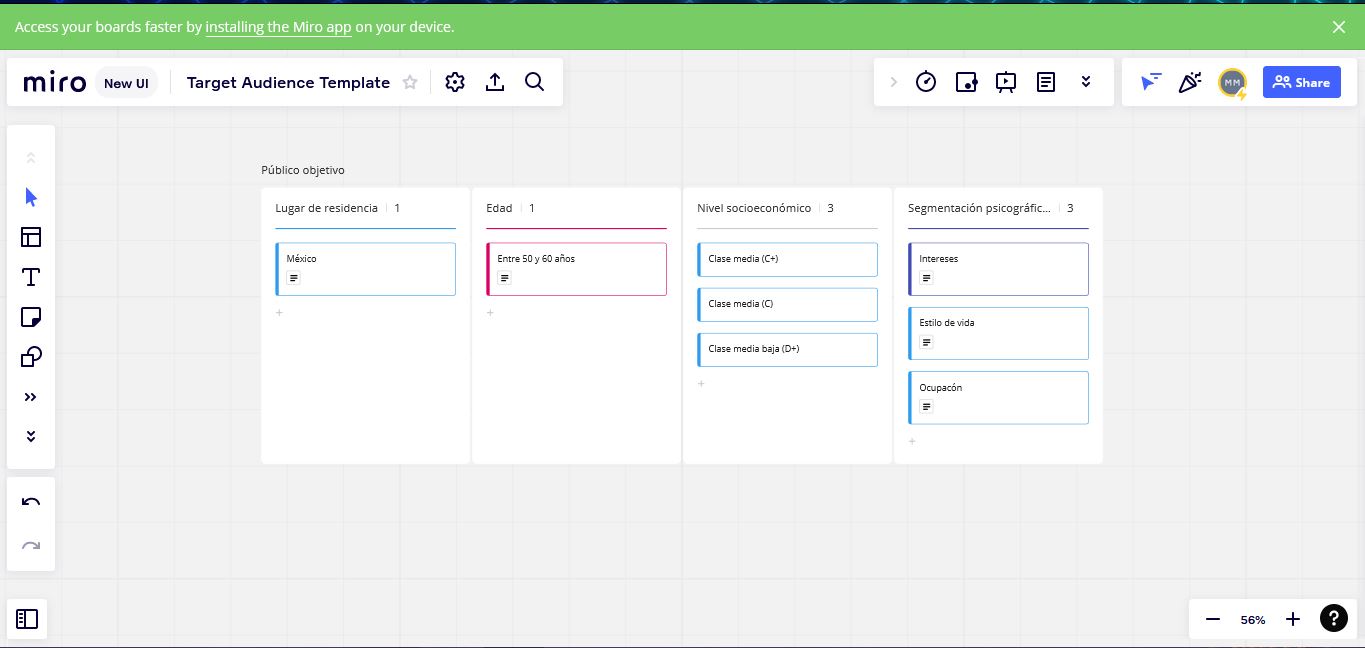 Access your boards faster by installing the Miro app on your device.
miro New UI Target Audience Template
MM Share
Público objetivo
Lugar de residencia 1
México
Edad 1
Entre 50 y 60 años
Nivel socioeconómico 3
Clase media (C+)
Clase media (C)
Clase media baja (D+)
Segmentación psicográfic... 3
Intereses
Estilo de vida
Ocupacón
56% ?